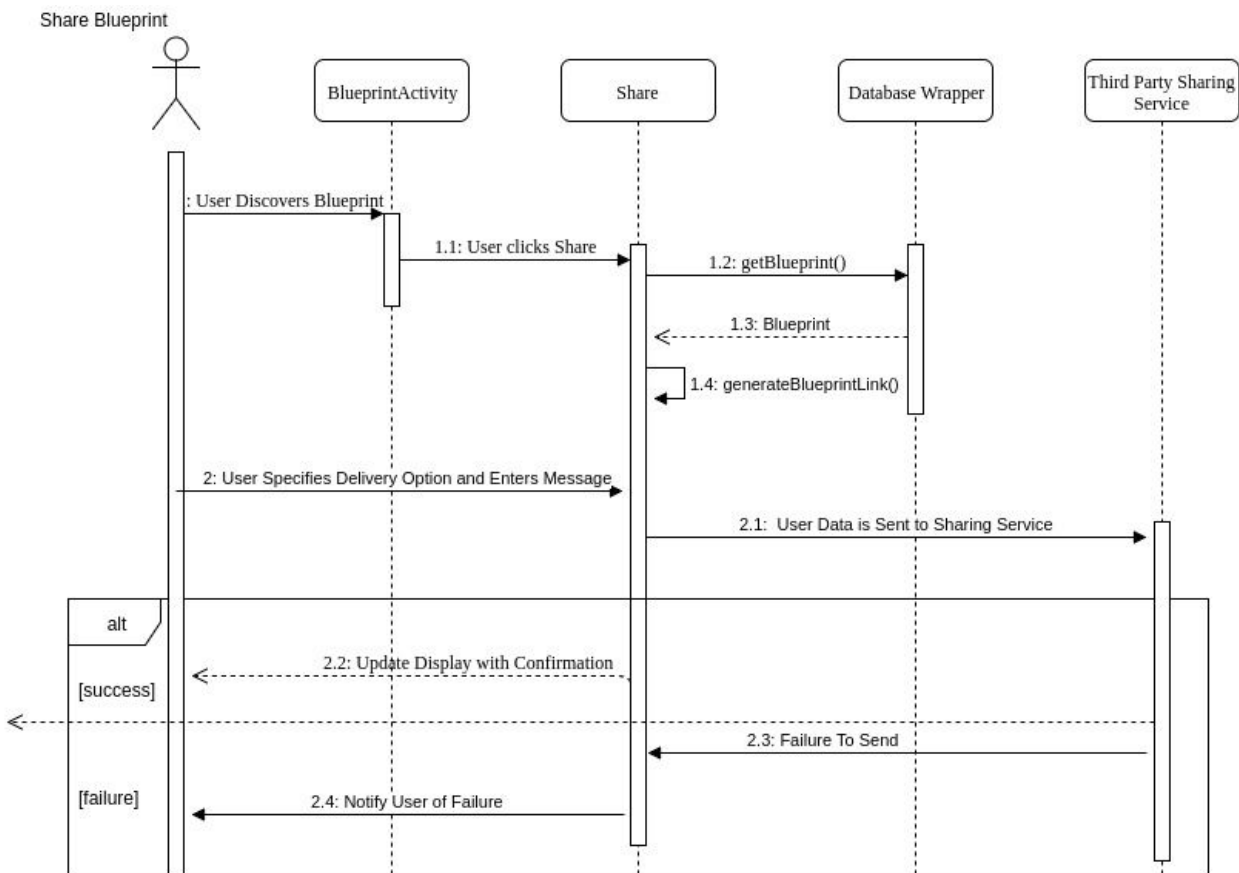 Share Blueprint
BlueprintActivity
Share
Database Wrapper
Third Party Sharing
Service
: User Discovers Blueprint
1.1: User clicks Share
1.2: getBlueprint()
1.3: Blueprint
1.4: generateBlueprintLink()
2: User Specifies Delivery Option and Enters Message
2.1: User Data is Sent to Sharing Service
alt
2.2: Update Display with Confirmation
[success]
2.3: Failure To Send
[failure]
2.4: Notify User of Failure